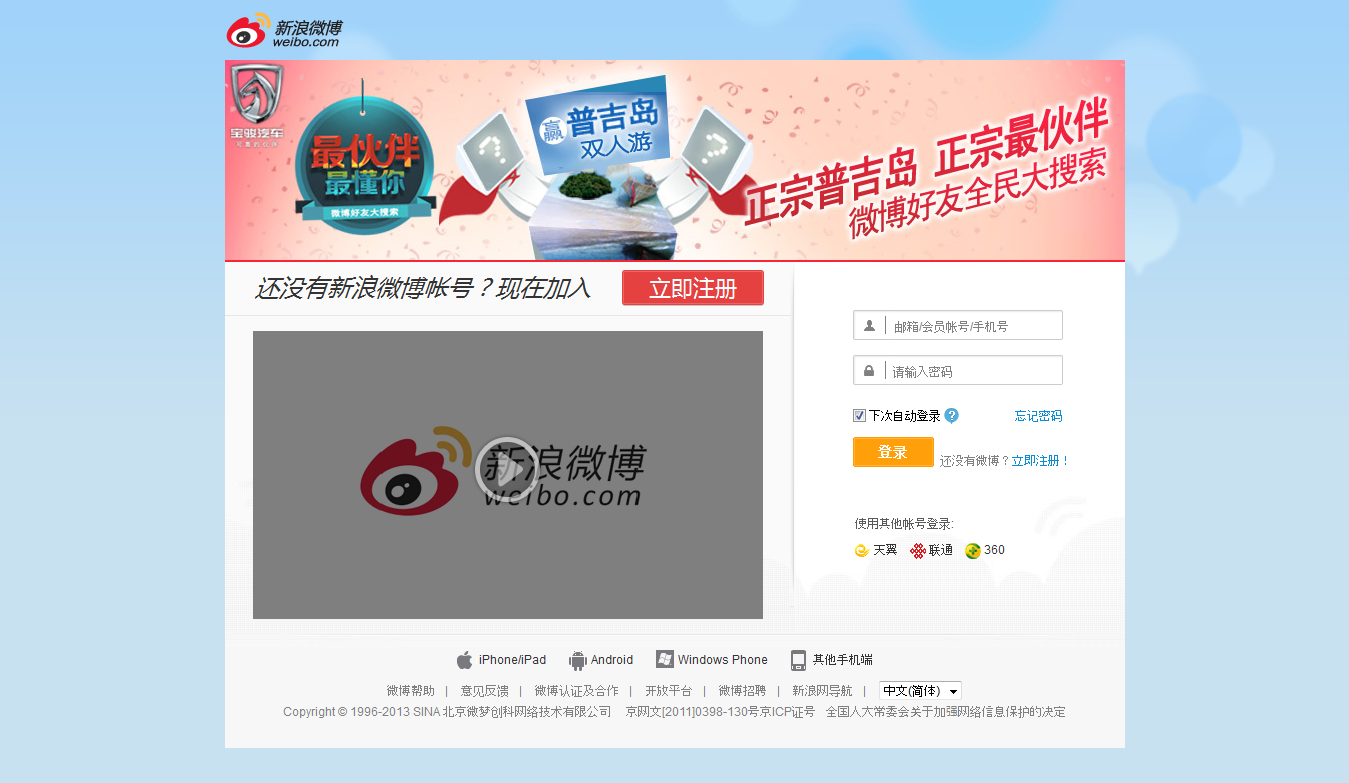 新浪微博
weibo.com
宝骏汽车
可靠的伙伴
最伙伴
最懂你
微博好友大搜索
赢 普吉岛
双人游
?
?
正宗普吉岛 正宗最伙伴
微博好友全民大搜索
还没有新浪微博帐号？现在加入
立即注册
新浪微博
weibo.com
邮箱/会员帐号/手机号
请输入密码
下次自动登录 ? 忘记密码
登录 还没有微博？立即注册！
使用其他帐号登录:
天翼 联通 360
iPhone/iPad Android Windows Phone 其他手机端
微博帮助 | 意见反馈 | 微博认证及合作 | 开放平台 | 微博招聘 | 新浪网导航 | 中文(简体)
Copyright © 1996-2013 SINA 北京微梦创科网络技术有限公司 京网文[2011]0398-130号京ICP证号 全国人大常委会关于加强网络信息保护的决定